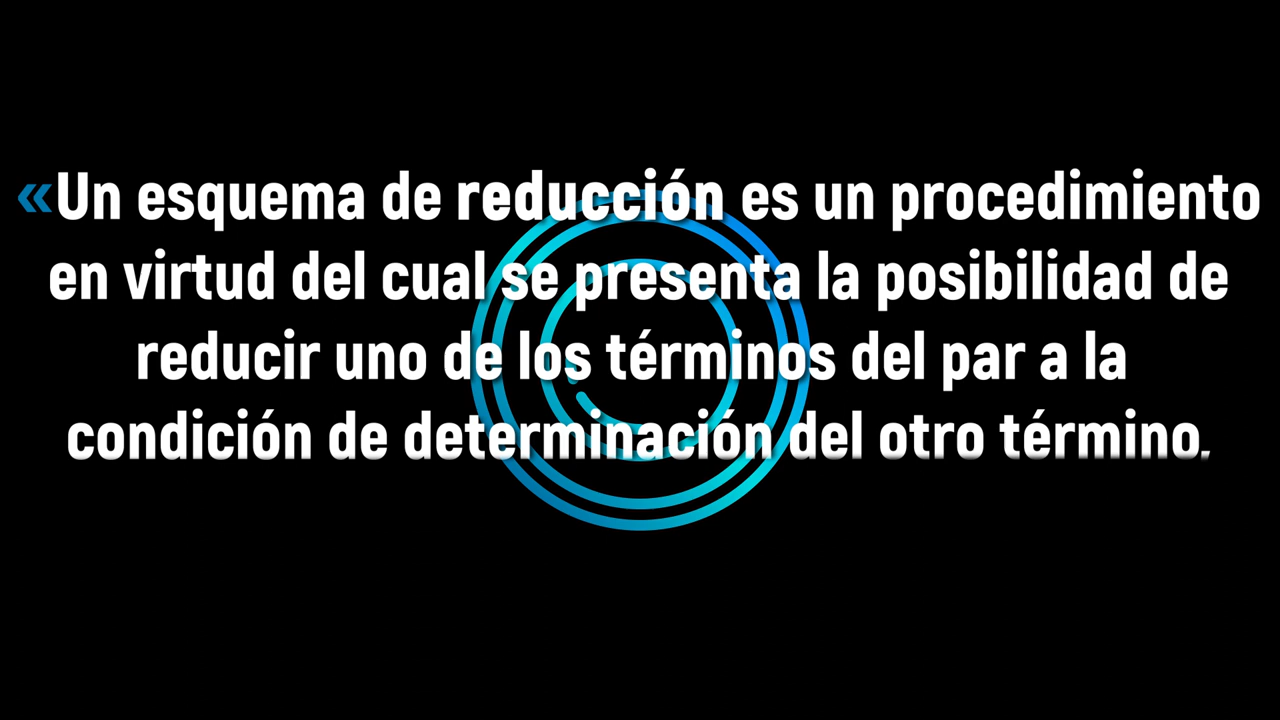 «Un esquema de reducción es un procedimiento
en virtud del cual se presenta la posibilidad de
reducir uno de los términos del par a la
condición de determinación del otro término,